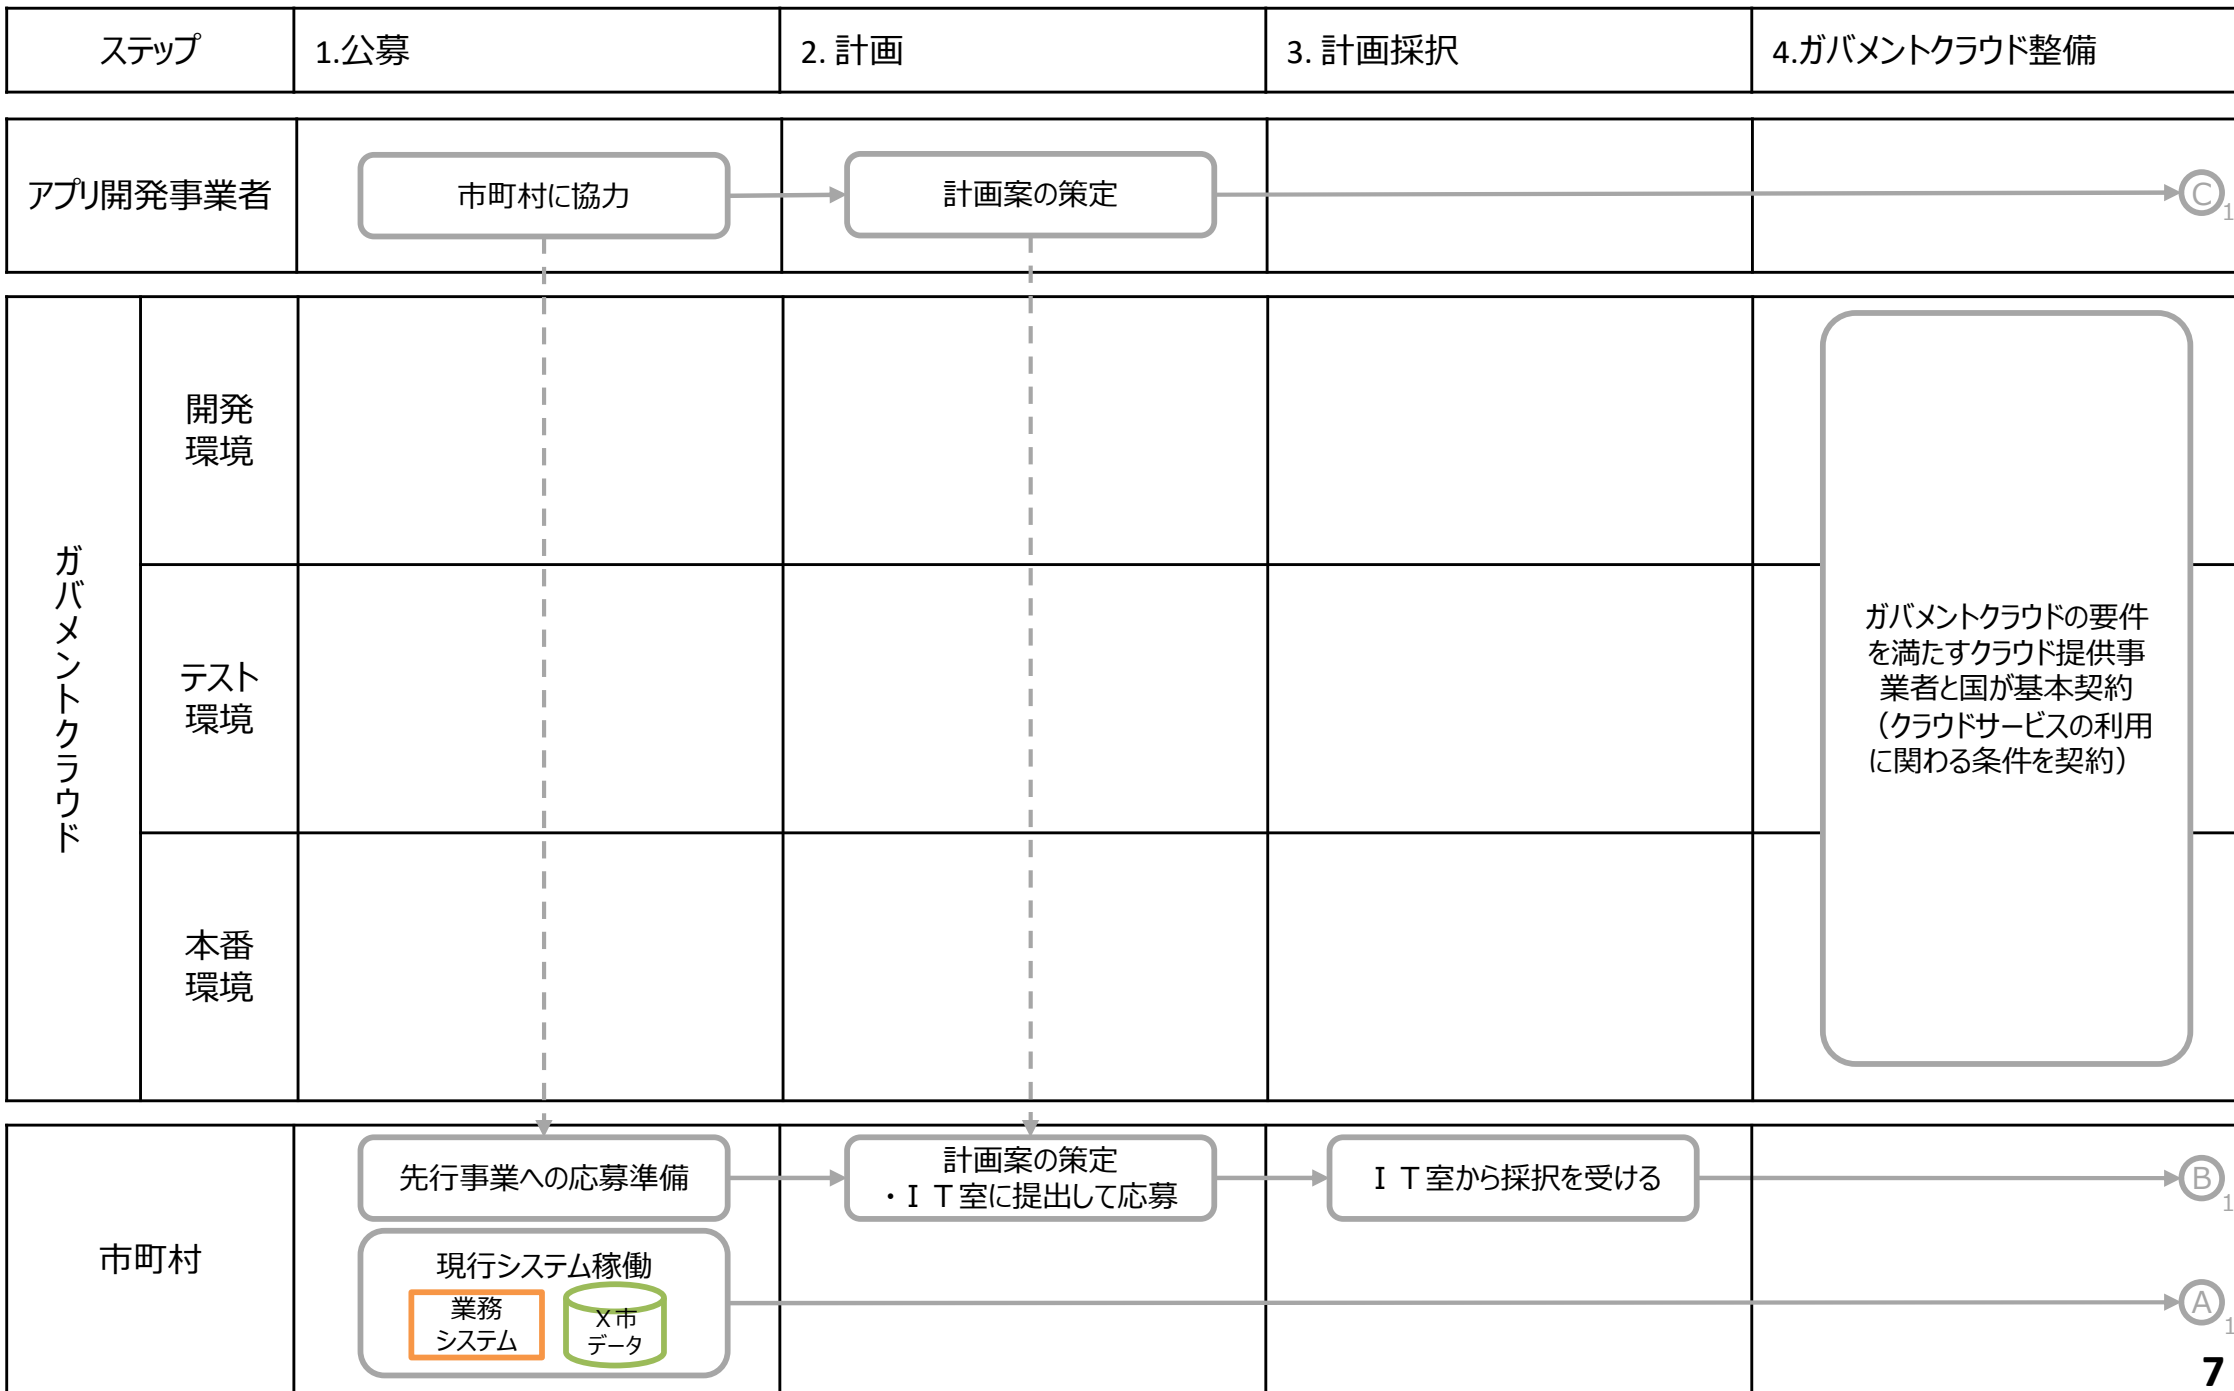 ステップ
1.公募
2. 計画
3. 計画採択
4.ガバメントクラウド整備
アプリ開発事業者
市町村に協力
計画案の策定
C
1
ガバメントクラウド
開発
環境
テスト
環境
本番
環境
ガバメントクラウドの要件
を満たすクラウド提供事
業者と国が基本契約
（クラウドサービスの利用
に関わる条件を契約）
市町村
先行事業への応募準備
計画案の策定
・ＩＴ室に提出して応募
ＩＴ室から採択を受ける
B
1
現行システム稼働
業務
システム
X市
データ
A
1
7